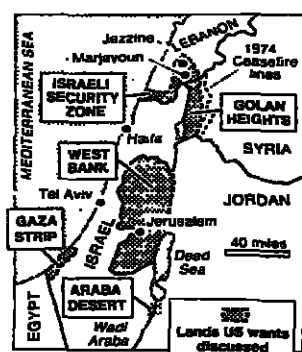 MEDITERRANEAN SEA
Jazzine
LEBANON
Marjayoun
1974
Ceasefire
lines
ISRAELI
SECURITY
ZONE
GOLAN
HEIGHTS
Haifa
SYRIA
WEST
BANK
Tel Aviv
JORDAN
GAZA
STRIP
ISRAEL
Jerusalem
Dead
Sea
40 miles
ARABA
DESERT
EGYPT
Wadi
Araba
Lands US wants
discussed